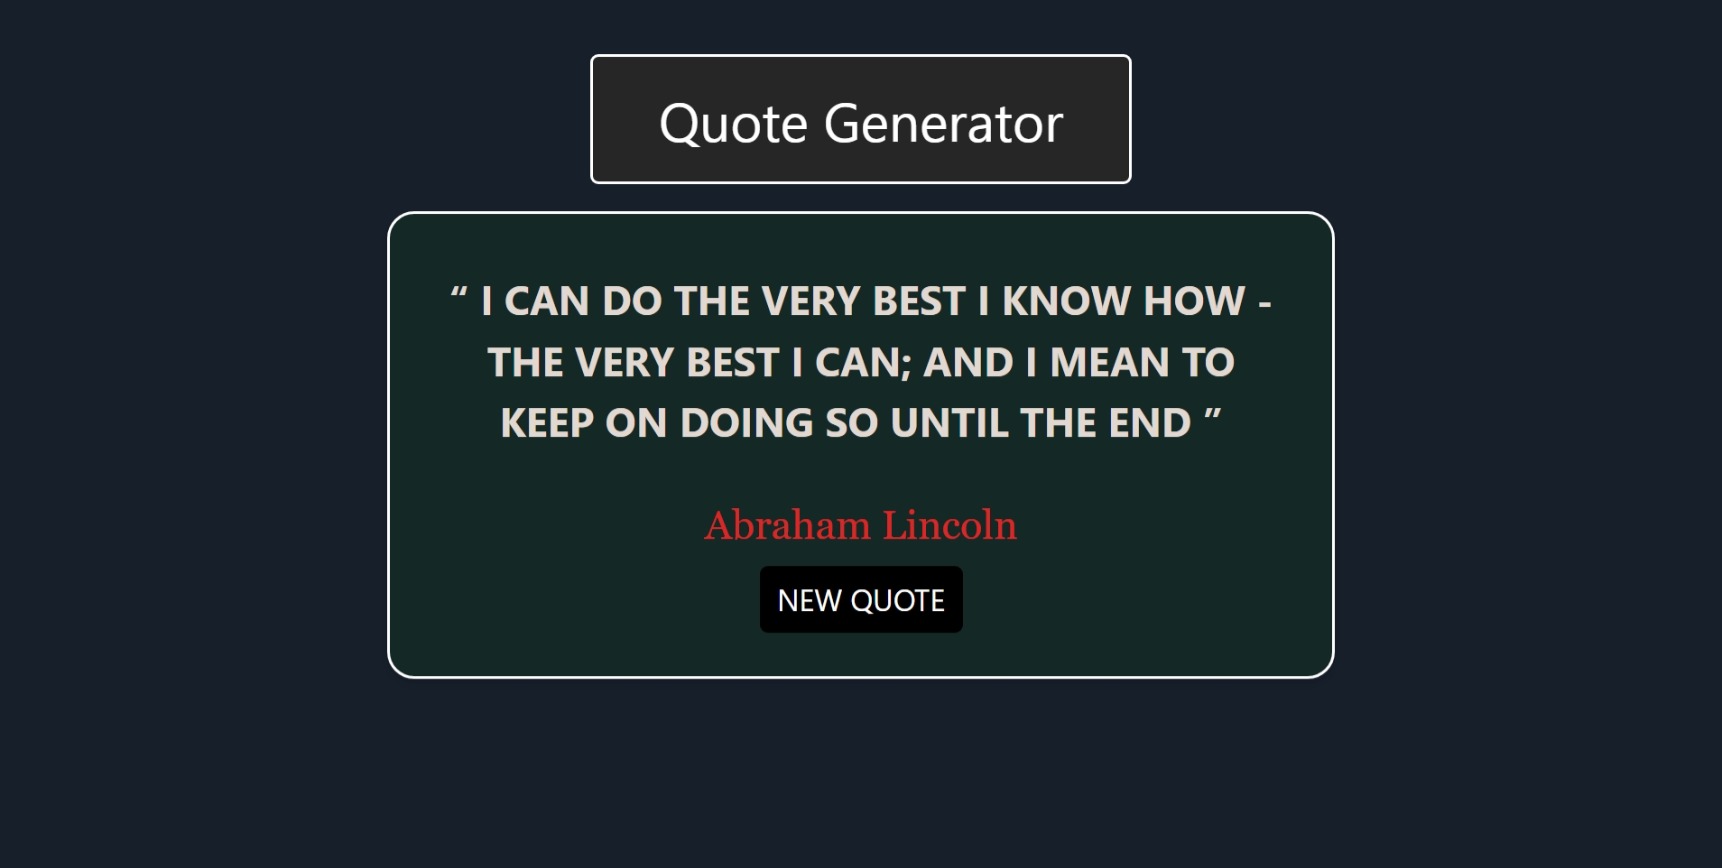 Quote Generator
“ I CAN DO THE VERY BEST I KNOW HOW -
THE VERY BEST I CAN; AND I MEAN TO
KEEP ON DOING SO UNTIL THE END ”
Abraham Lincoln
NEW QUOTE